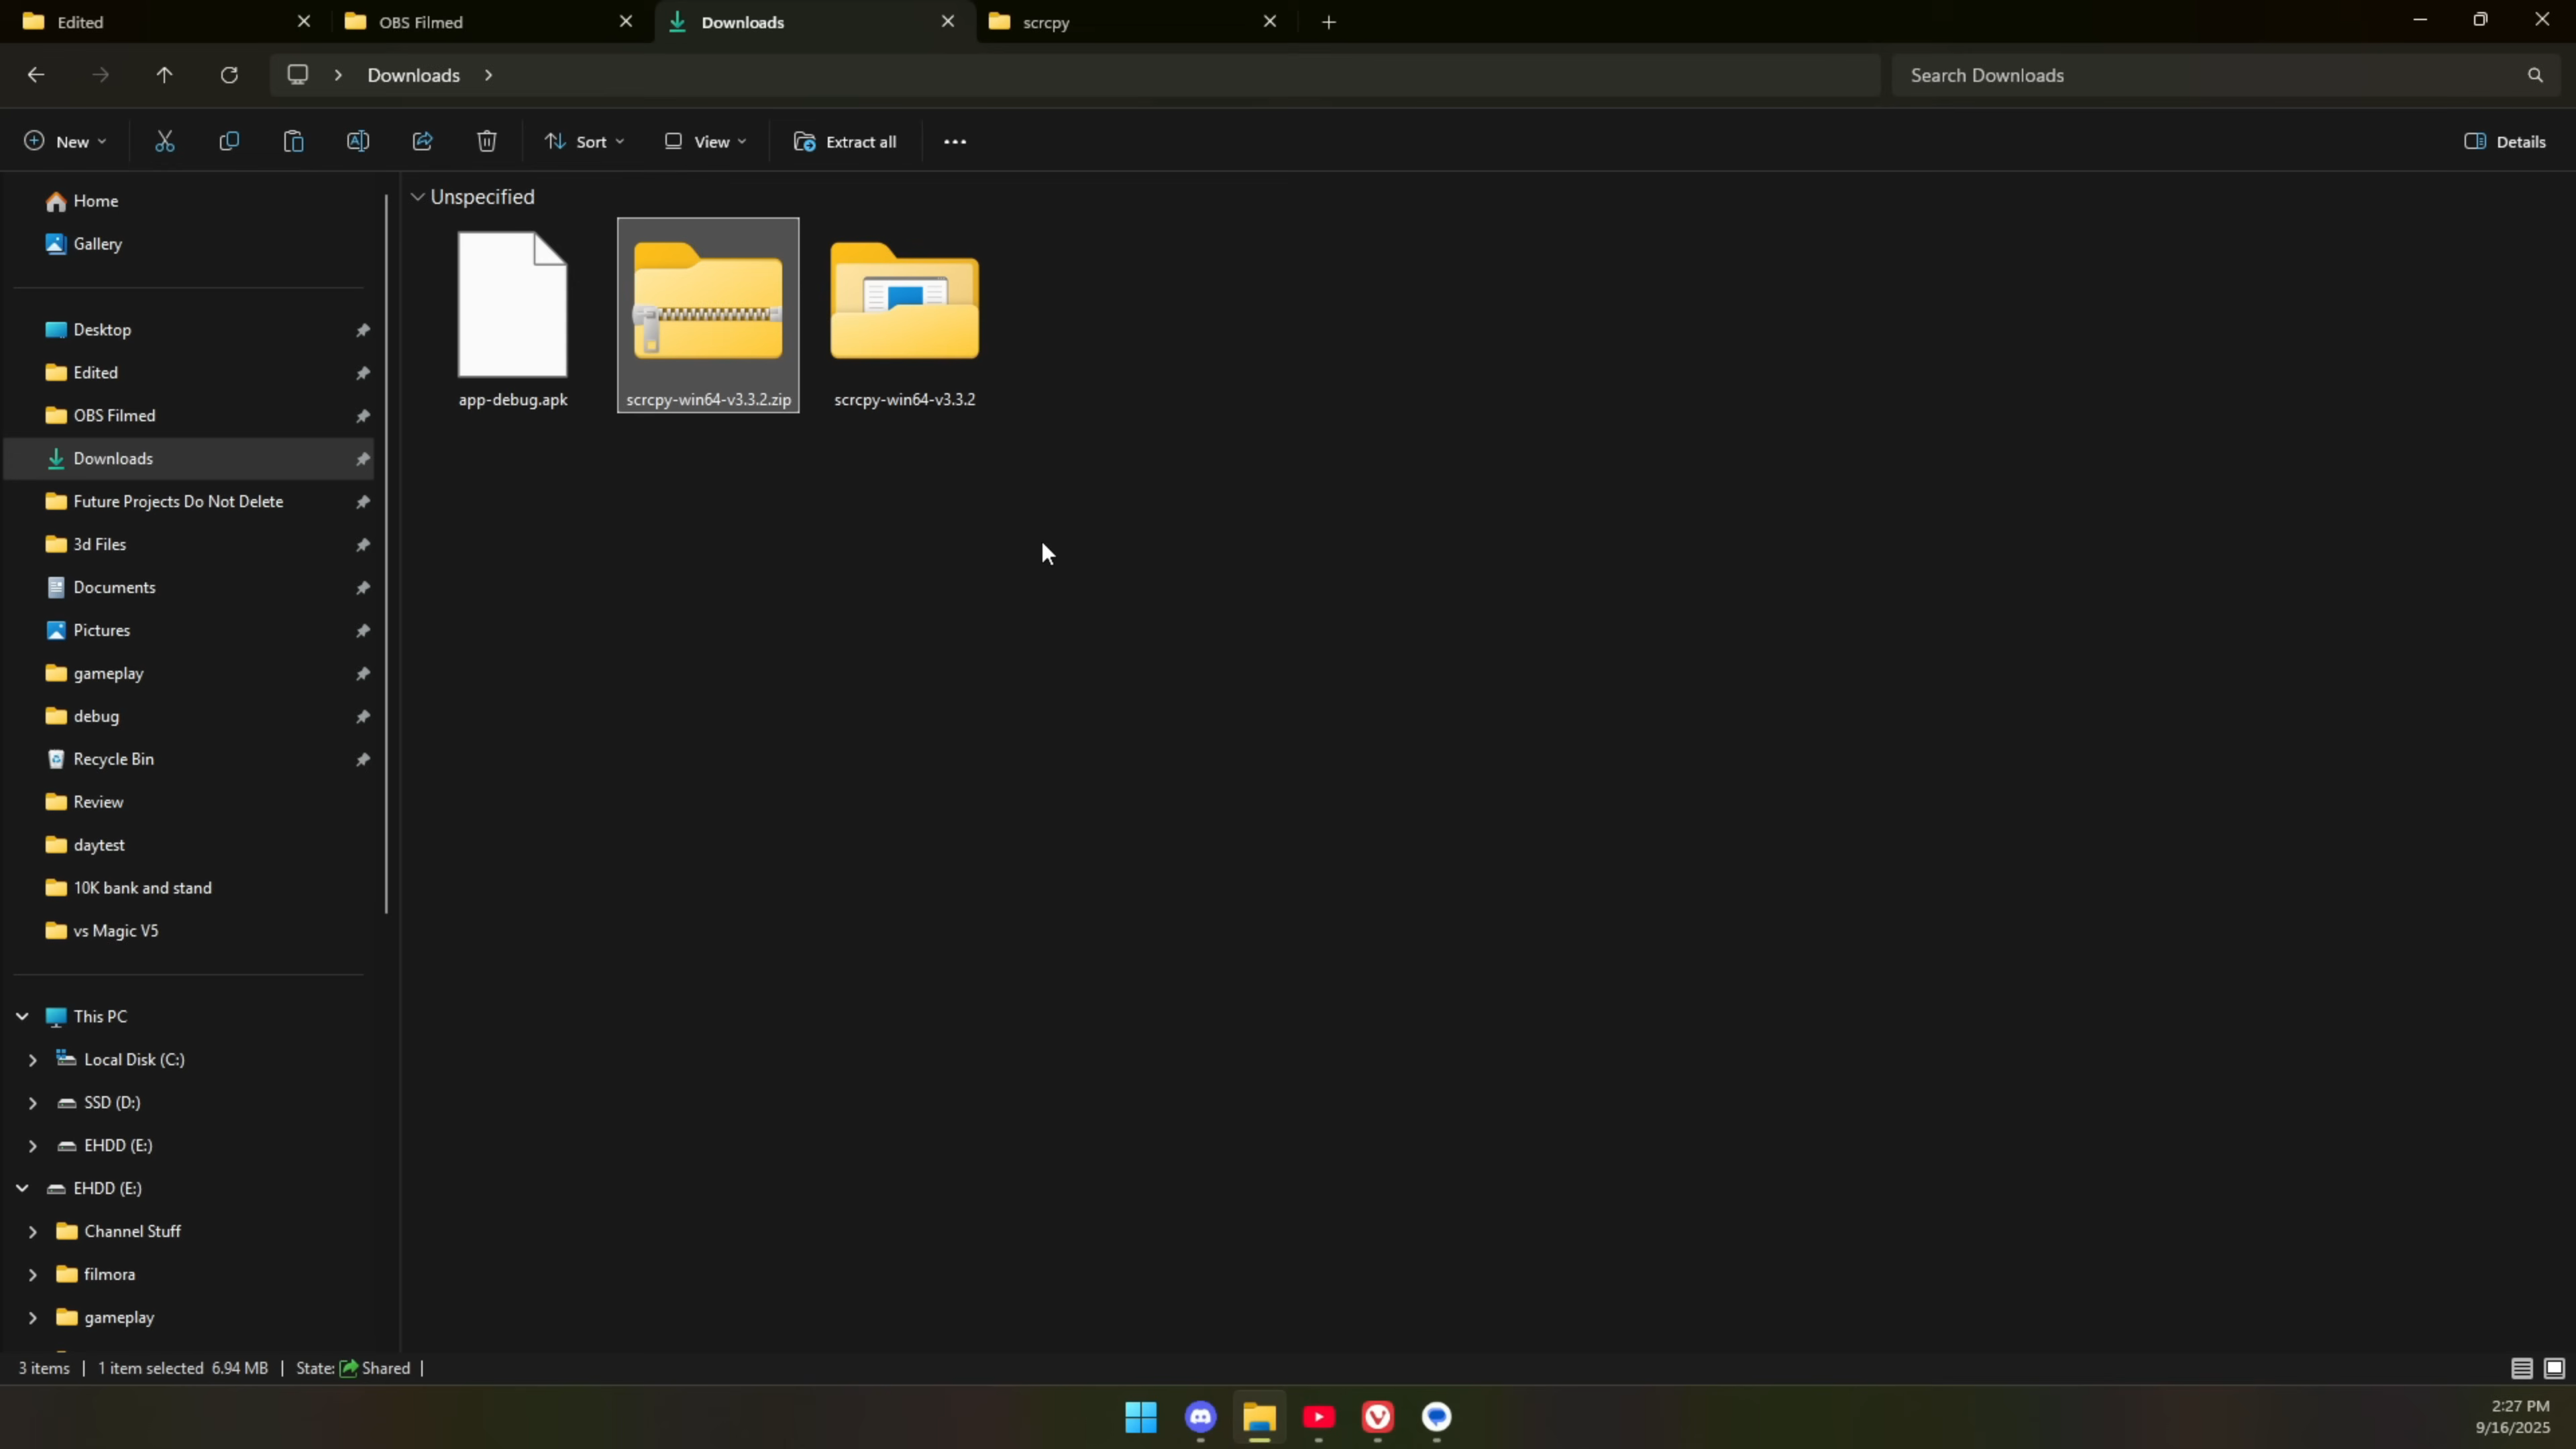 Edited
OBS Filmed
Downloads
scrcpy
Downloads
Search Downloads
New
Sort
View
Extract all
Details
Home
Gallery
Desktop
Edited
OBS Filmed
Downloads
Future Projects Do Not Delete
3d Files
Documents
Pictures
gameplay
debug
Recycle Bin
Review
daytest
10K bank and stand
vs Magic V5
This PC
Local Disk (C:)
SSD (D:)
EHDD (E:)
EHDD (E:)
Channel Stuff
filmora
gameplay
Unspecified
app-debug.apk
scrcpy-win64-v3.3.2.zip
scrcpy-win64-v3.3.2
3 items | 1 item selected 6.94 MB | State: Shared |
2:27 PM
9/16/2025